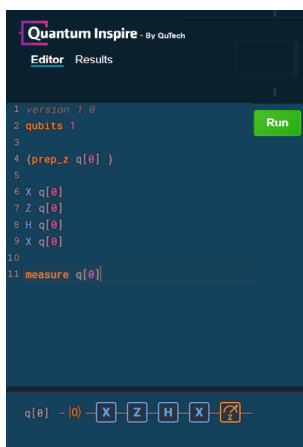 Quantum Inspire - By QuTech
Editor Results
1 version 1.0
2 qubits 1
Run
3
4 {prep_z q[0] }
5
6 X q[0]
7 Z q[0]
8 H q[0]
9 X q[0]
10
11 measure q[0]
q[0] - |0⟩ X Z H X z